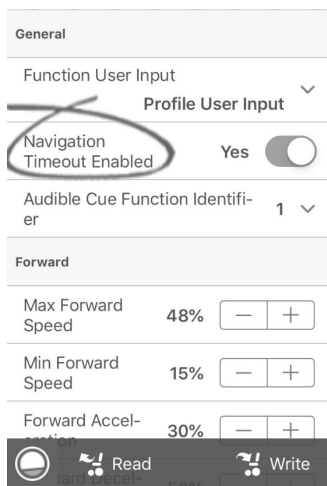 General
Function User Input
Profile User Input
Navigation
Timeout Enabled
Yes
Audible Cue Function Identifi-
er
1
Forward
Max Forward
Speed
48%
Min Forward
Speed
15%
Forward Accel-
eration
30%
Read
Write